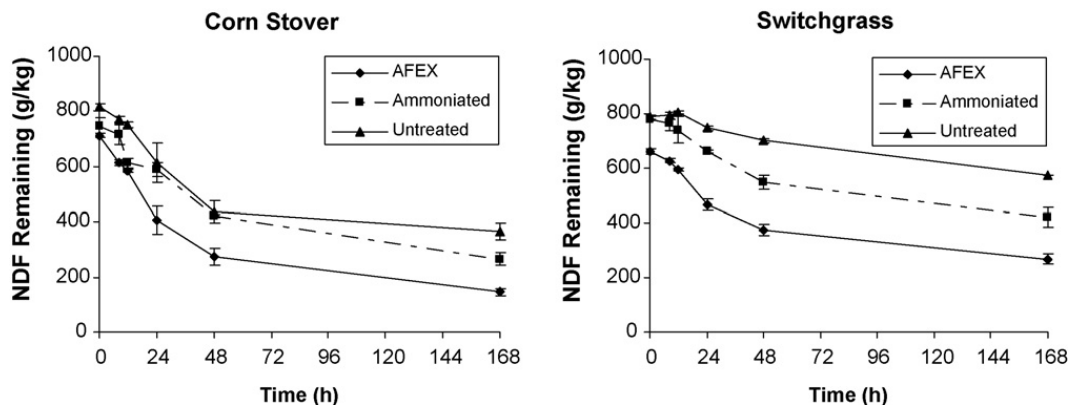 Corn Stover
NDF Remaining (g/kg)
1000
800
600
400
200
0
AFEX
Ammoniated
Untreated
0 24 48 72 96 120 144 168
Time (h)
Switchgrass
NDF Remaining (g/kg)
1000
800
600
400
200
0
AFEX
Ammoniated
Untreated
0 24 48 72 96 120 144 168
Time (h)